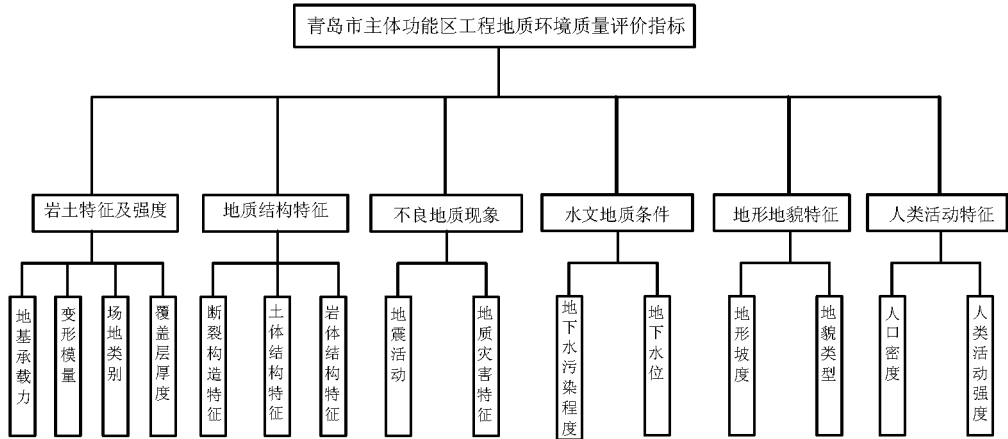 青岛市主体功能区工程地质环境质量评价指标
岩土特征及强度
地质结构特征
不良地质现象
水文地质条件
地形地貌特征
人类活动特征
地基承载力
变形模量
场地类别
覆盖层厚度
断裂构造特征
土体结构特征
岩体结构特征
地震活动
地质灾害特征
地下水污染程度
地下水位
地形坡度
地貌类型
人口密度
人类活动强度